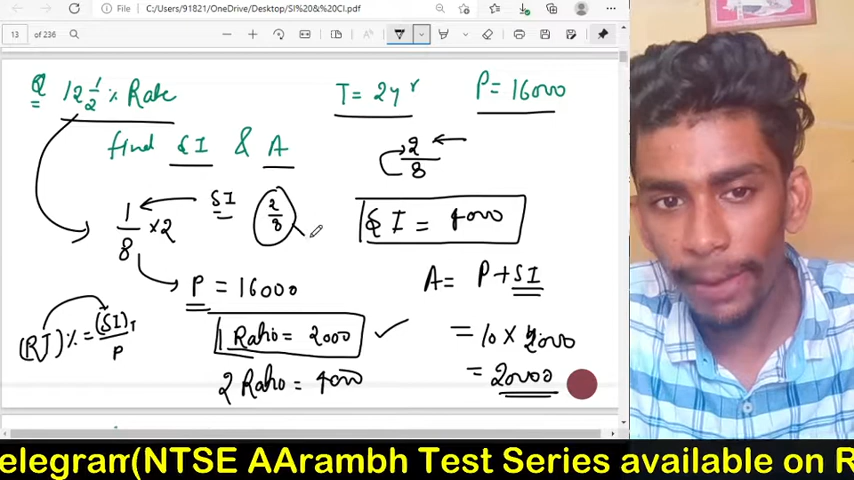 C:/Users/91821/OneDrive/Desktop/SI%20&%20CI.pdf
13 of 236
Q 12 1/2 % Rate T = 2yr P = 16000
find SI & A
2/8
1/8 × 2 SI 2/8 SI = 4000
P = 16000 A = P + SI
(RT)% = (SI)T/P 1 Ratio = 2000 = 10 × 2000
2 Ratio = 4000 = 20000
elegram(NTSE AArambh Test Series available on R